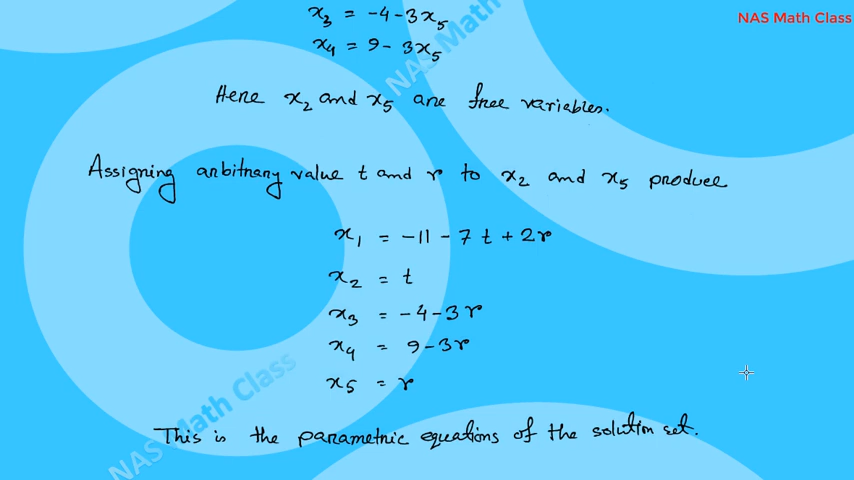 x₃ = -4-3x₅
NAS Math Class
x₄ = 9- 3x₅
NAS Math
Here x₂ and x₅ are free variables.
Assigning arbitrary value t and r to x₂ and x₅ produce
x₁ = -11 - 7t + 2r
x₂ = t
x₃ = -4-3r
x₄ = 9-3r
x₅ = r
NAS Math Class
This is the parametric equations of the solution set.